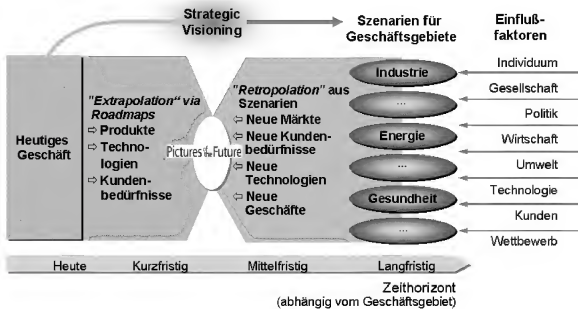 Strategic
Visioning
Szenarien für
Geschäftsgebiete
Einfluß-
faktoren
Heutiges
Geschäft
"Extrapolation“ via
Roadmaps
⇨ Produkte
⇨ Techno-
logien
⇨ Kunden-
bedürfnisse
Pictures of the Future
"Retropolation" aus
Szenarien
⇦ Neue Märkte
⇦ Neue Kunden-
bedürfnisse
⇦ Neue
Technologien
⇦ Neue
Geschäfte
Industrie
...
Energie
...
Gesundheit
...
Individuum
Gesellschaft
Politik
Wirtschaft
Umwelt
Technologie
Kunden
Wettbewerb
Heute Kurzfristig Mittelfristig Langfristig
Zeithorizont
(abhängig vom Geschäftsgebiet)